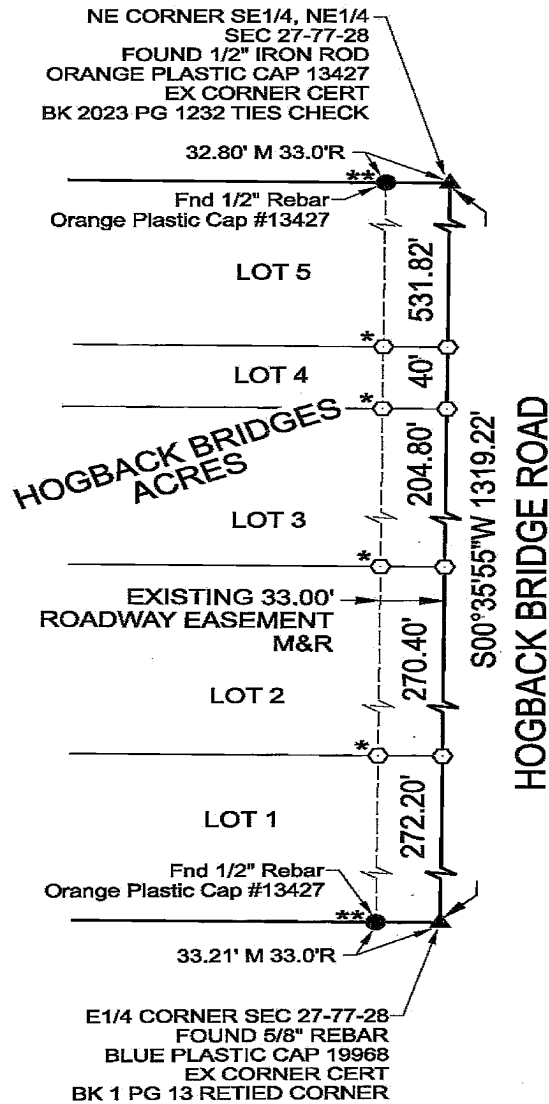 NE CORNER SE1/4, NE1/4
SEC 27-77-28
FOUND 1/2" IRON ROD
ORANGE PLASTIC CAP 13427
EX CORNER CERT
BK 2023 PG 1232 TIES CHECK
32.80' M 33.0'R
**
Fnd 1/2" Rebar
Orange Plastic Cap #13427
LOT 5
531.82'
*
LOT 4
40'
*
HOGBACK BRIDGES
ACRES
204.80'
LOT 3
*
S00°35'55"W 1319.22'
HOGBACK BRIDGE ROAD
EXISTING 33.00'
ROADWAY EASEMENT
M&R
270.40'
LOT 2
*
LOT 1
272.20'
Fnd 1/2" Rebar
Orange Plastic Cap #13427
**
33.21' M 33.0'R
E1/4 CORNER SEC 27-77-28
FOUND 5/8" REBAR
BLUE PLASTIC CAP 19968
EX CORNER CERT
BK 1 PG 13 RETIED CORNER